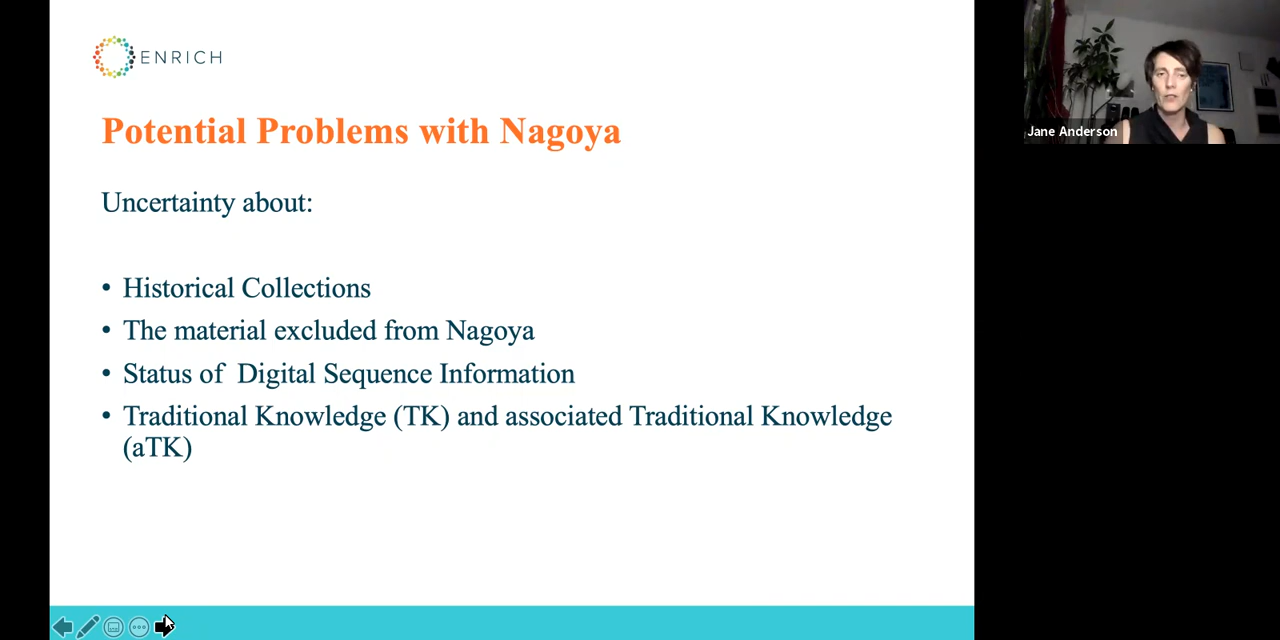 ENRICH
Potential Problems with Nagoya
Uncertainty about:
• Historical Collections
• The material excluded from Nagoya
• Status of  Digital Sequence Information
• Traditional Knowledge (TK) and associated Traditional Knowledge
(aTK)
Jane Anderson